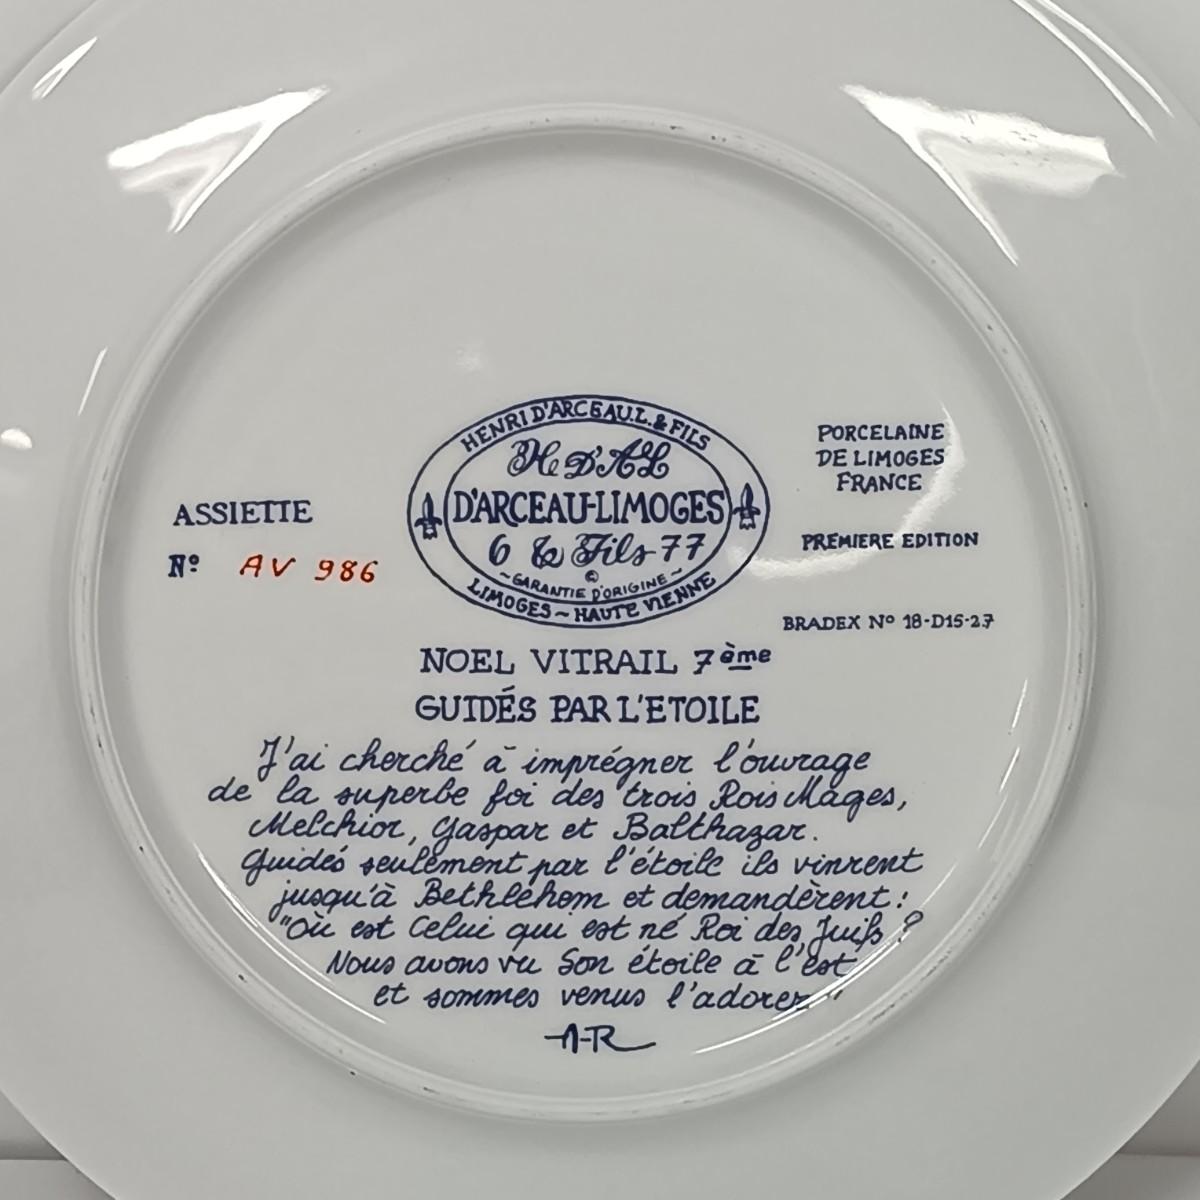 HENRI D'ARCEAU.L. & FILS
H. D'AL
D'ARCEAU-LIMOGES
6 & Fils 77
~GARANTIE D'ORIGINE~
©
LIMOGES ~ HAUTE VIENNE
PORCELAINE
DE LIMOGES
FRANCE
ASSIETTE
Nº AV 986
PREMIERE EDITION
BRADEX Nº 18-D15-2.7
NOEL VITRAIL 7ème
GUIDÉS PAR L'ETOILE
J'ai cherché à imprégner l'ouvrage
de la superbe foi des trois Rois Mages,
Melchior, Gaspar et Balthazar.
Guidés seulement par l'étoile ils vinrent
jusqu'à Bethléhem et demandèrent :
"Où est Celui qui est né Roi des Juifs ?
Nous avons vu Son étoile à l'est
et sommes venus l'adorer"
A-R